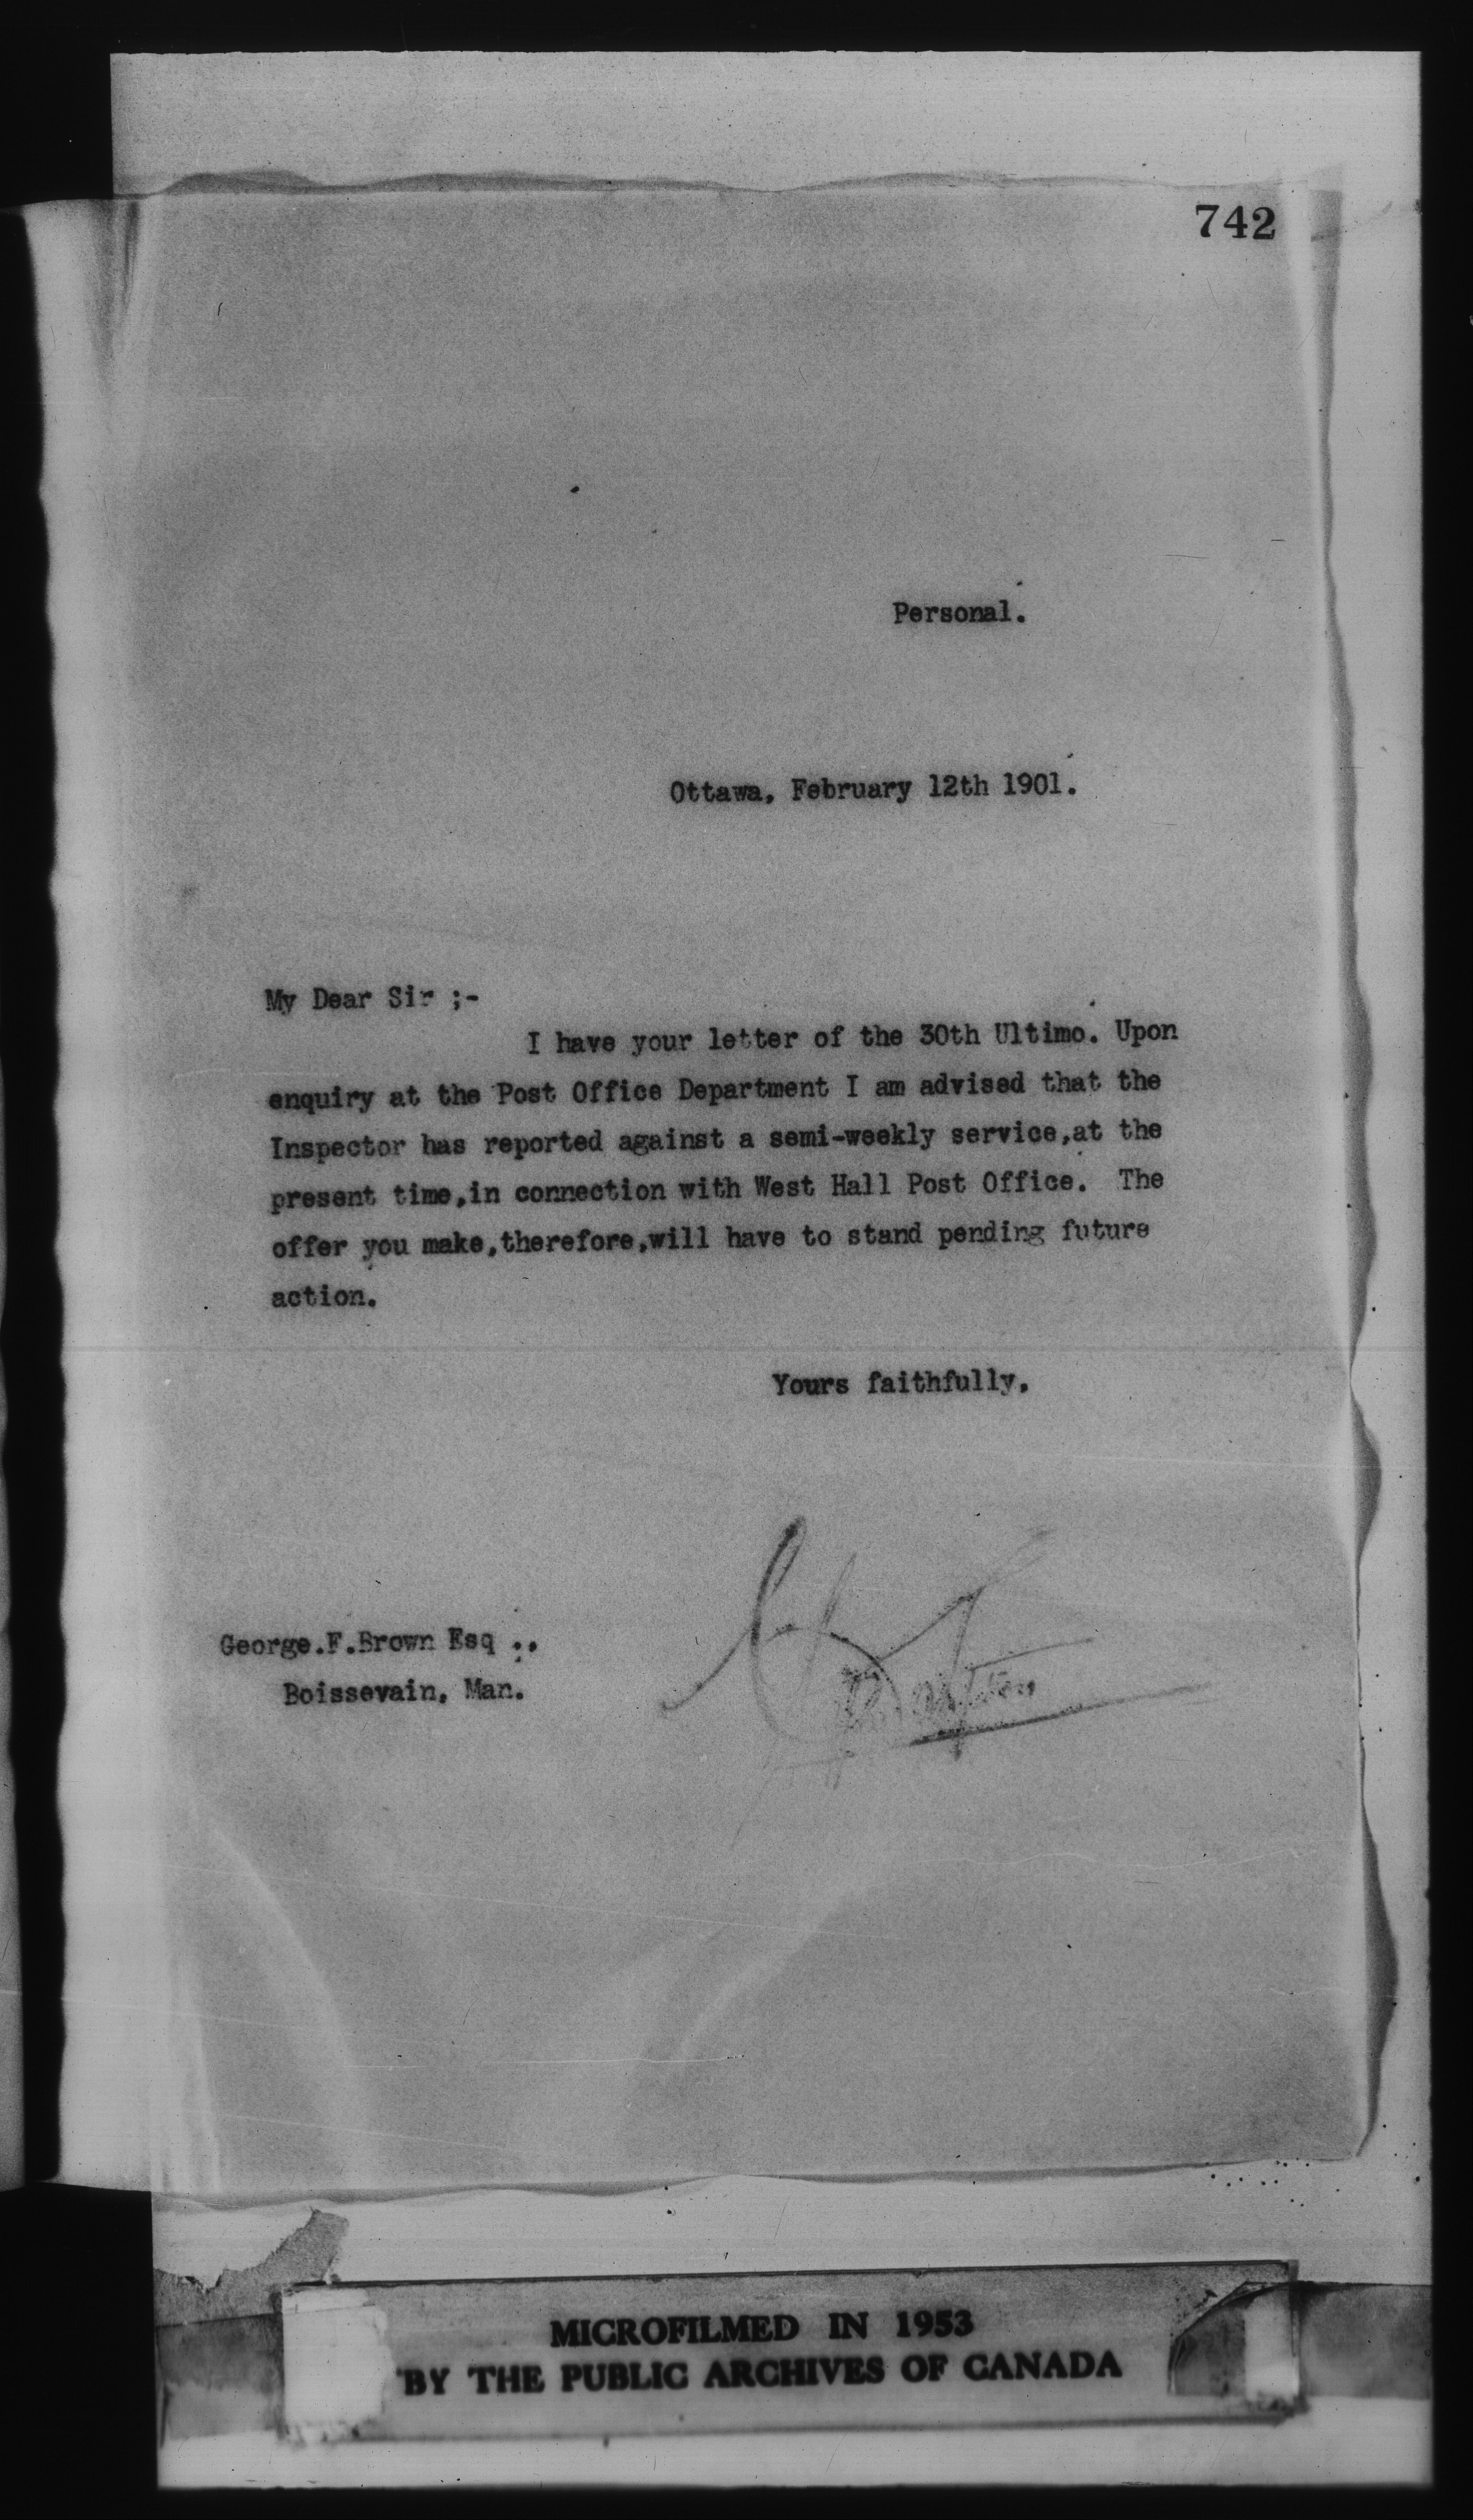 742
Personal.
Ottawa, February 12th 1901.
My Dear Sir ;-
I have your letter of the 30th Ultimo. Upon
enquiry at the Post Office Department I am advised that the
Inspector has reported against a semi-weekly service,at the
present time,in connection with West Hall Post Office. The
offer you make,therefore,will have to stand pending future
action.
Yours faithfully,
George.F.Brown Esq .,
Boissevain, Man.
MICROFILMED IN 1953
BY THE PUBLIC ARCHIVES OF CANADA